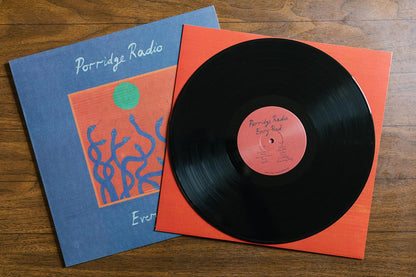 Porridge Radio
Ever
Porridge Radio
Every Bad